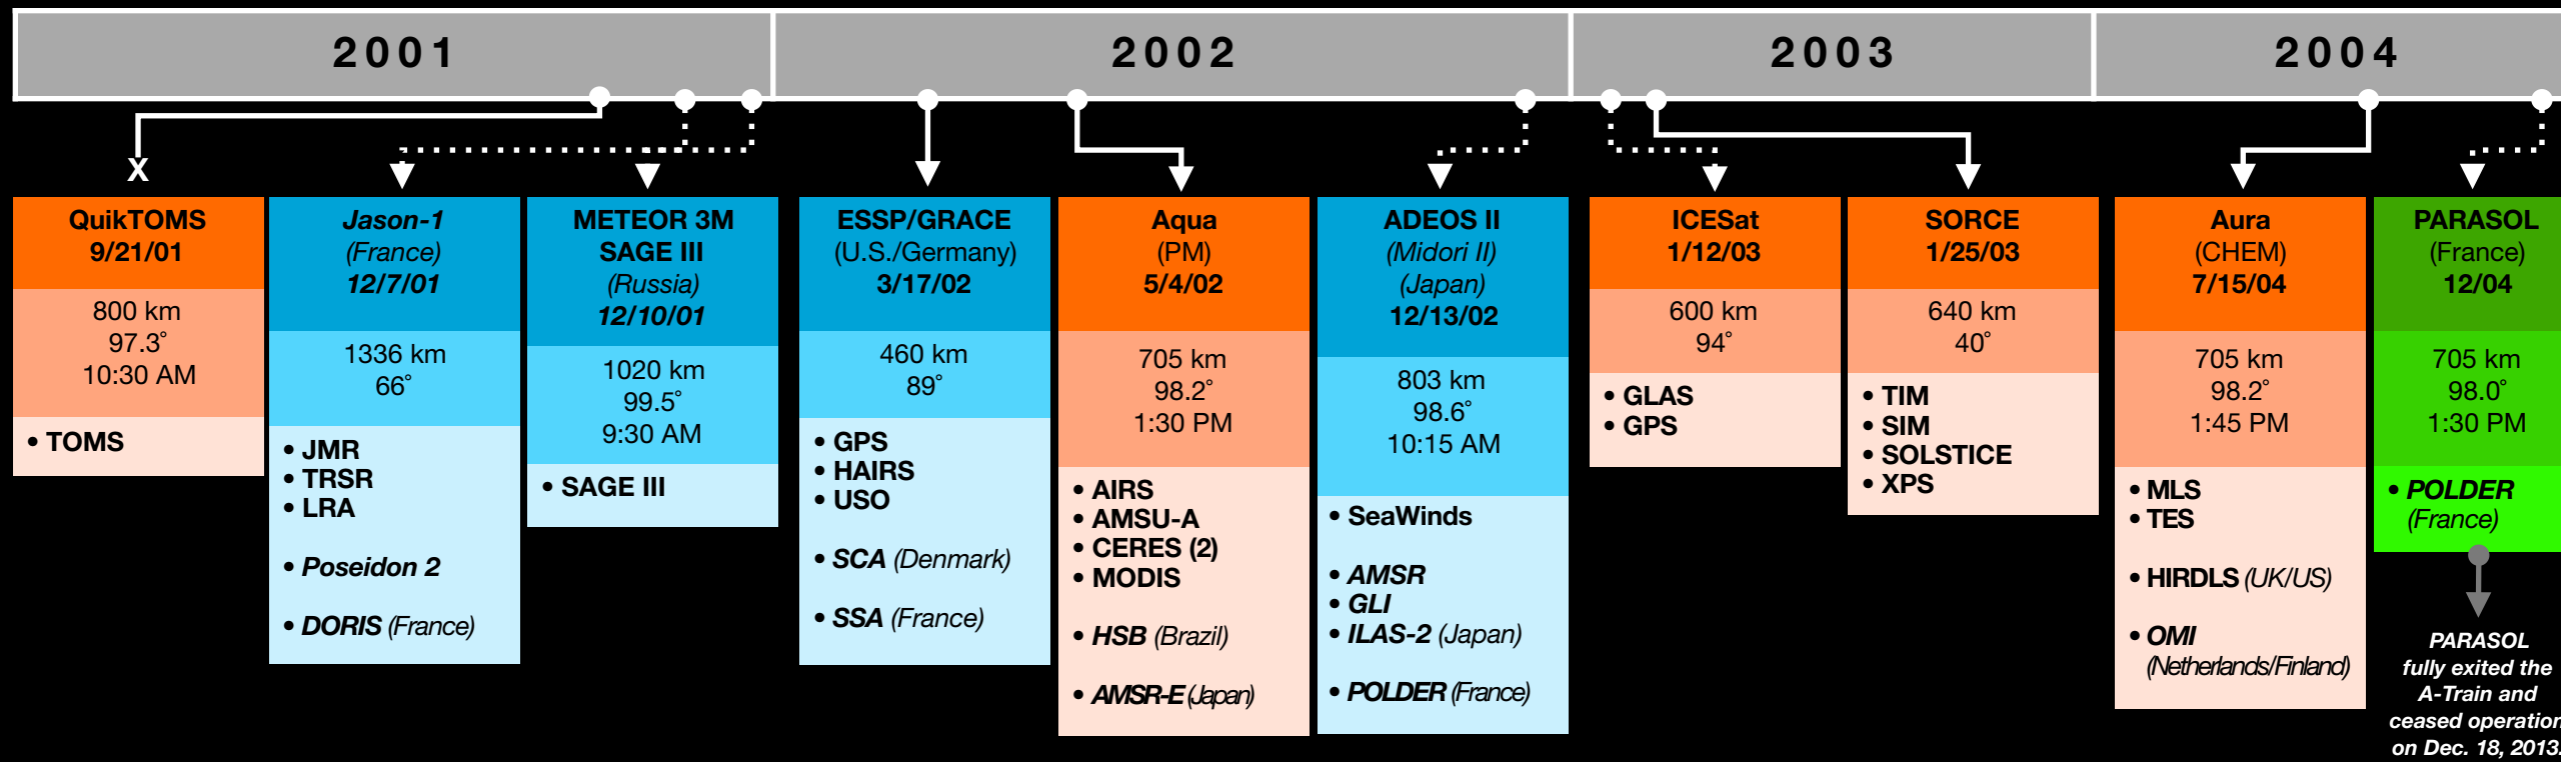 2001
2002
2003
2004
X
QuikTOMS
9/21/01
800 km
97.3°
10:30 AM
• TOMS
Jason-1
(France)
12/7/01
1336 km
66°
• JMR
• TRSR
• LRA
• Poseidon 2
• DORIS (France)
METEOR 3M
SAGE III
(Russia)
12/10/01
1020 km
99.5°
9:30 AM
• SAGE III
ESSP/GRACE
(U.S./Germany)
3/17/02
460 km
89°
• GPS
• HAIRS
• USO
• SCA (Denmark)
• SSA (France)
Aqua
(PM)
5/4/02
705 km
98.2°
1:30 PM
• AIRS
• AMSU-A
• CERES (2)
• MODIS
• HSB (Brazil)
• AMSR-E (Japan)
ADEOS II
(Midori II)
(Japan)
12/13/02
803 km
98.6°
10:15 AM
• SeaWinds
• AMSR
• GLI
• ILAS-2 (Japan)
• POLDER (France)
ICESat
1/12/03
600 km
94°
• GLAS
• GPS
SORCE
1/25/03
640 km
40°
• TIM
• SIM
• SOLSTICE
• XPS
Aura
(CHEM)
7/15/04
705 km
98.2°
1:45 PM
• MLS
• TES
• HIRDLS (UK/US)
• OMI
(Netherlands/Finland)
PARASOL
(France)
12/04
705 km
98.0°
1:30 PM
• POLDER
(France)
PARASOL
fully exited the
A-Train and
ceased operation
on Dec. 18, 2013.